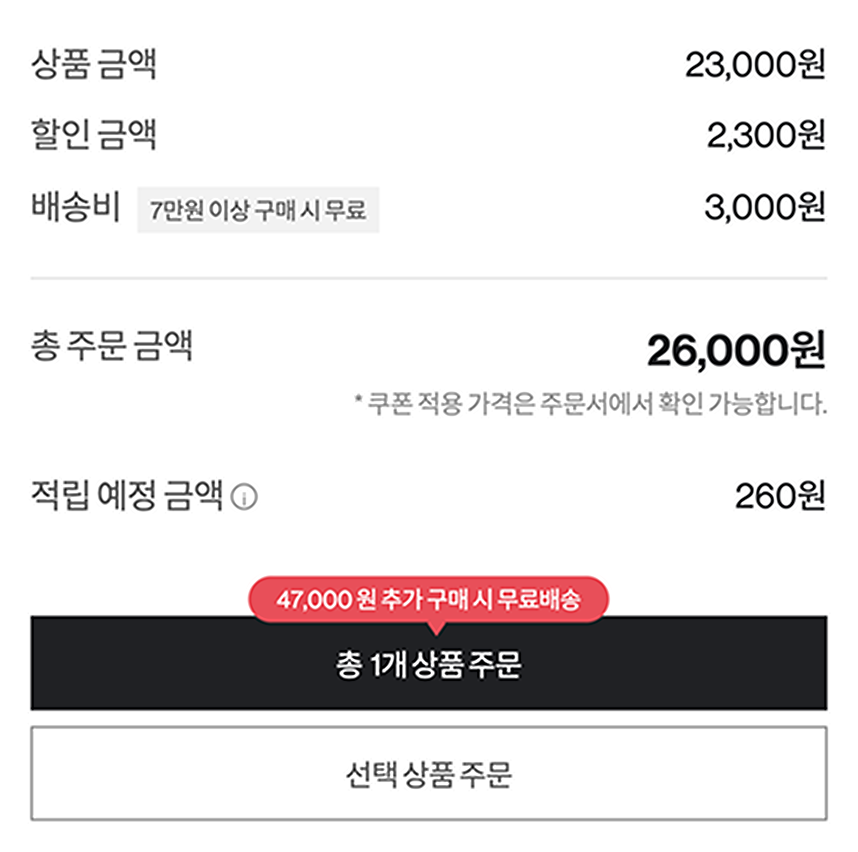 상품 금액 23,000원
할인 금액 2,300원
배송비 7만원 이상 구매 시 무료 3,000원
총 주문 금액 26,000원
* 쿠폰 적용 가격은 주문서에서 확인 가능합니다.
적립 예정 금액 ⓘ 260원
47,000 원 추가 구매 시 무료배송
총 1개 상품 주문
선택 상품 주문